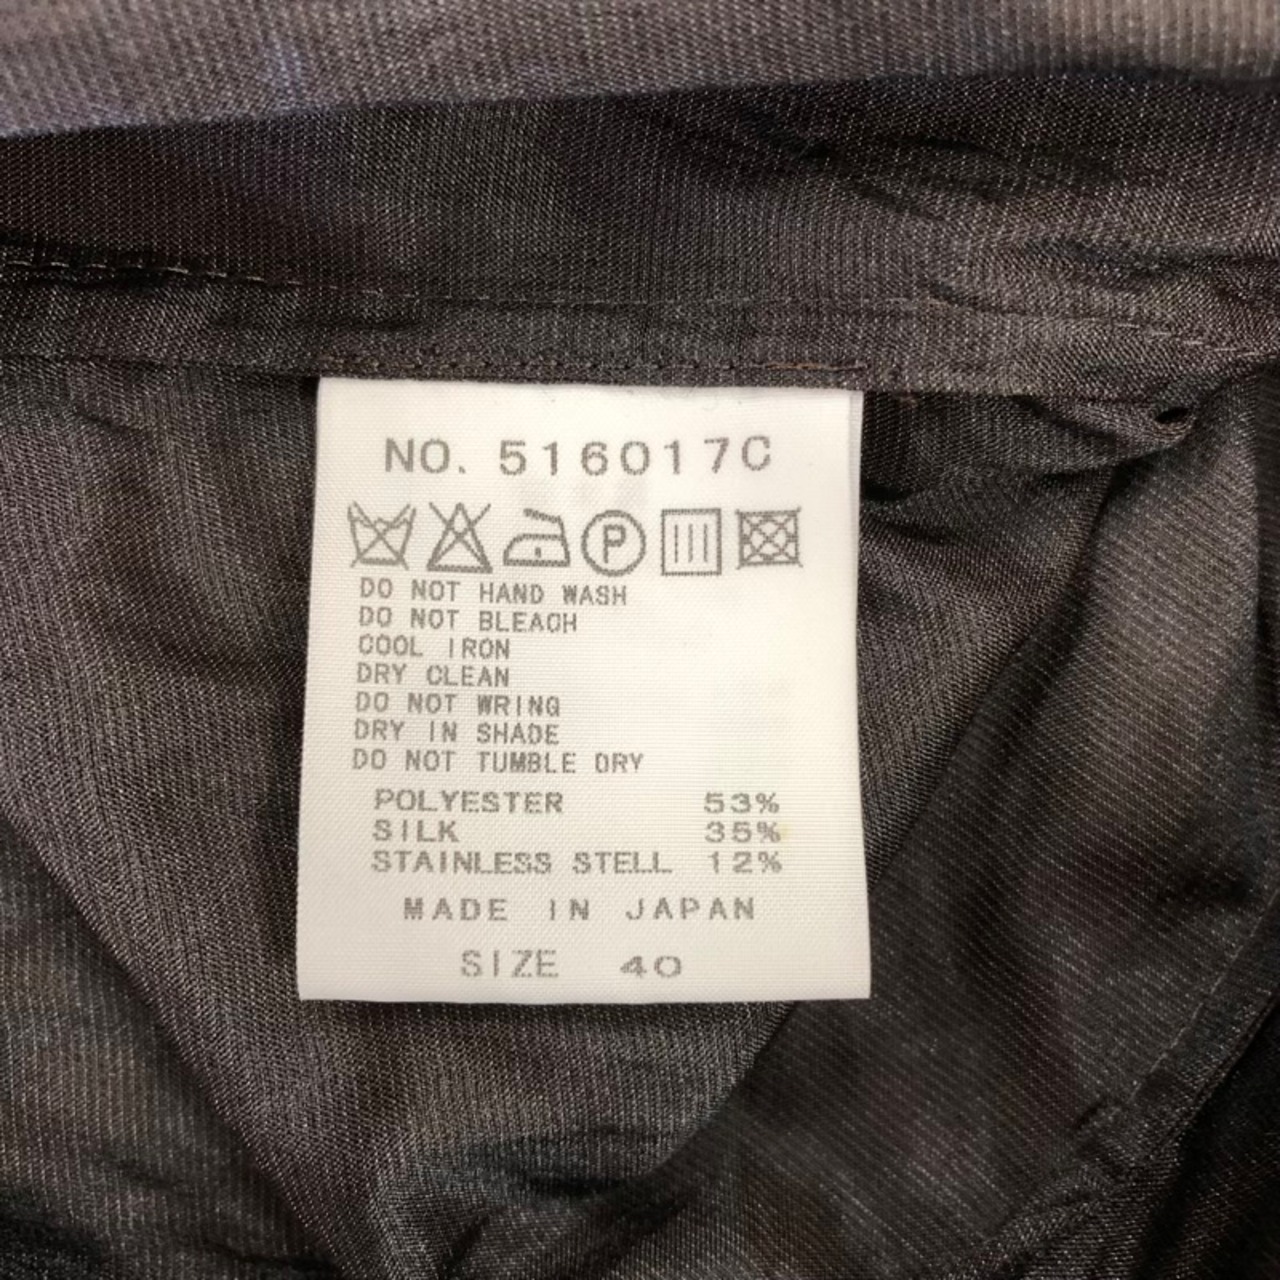 NO. 516017C
P
DO NOT HAND WASH
DO NOT BLEACH
COOL IRON
DRY CLEAN
DO NOT WRING
DRY IN SHADE
DO NOT TUMBLE DRY
POLYESTER 53%
SILK 35%
STAINLESS STELL 12%
MADE IN JAPAN
SIZE 40